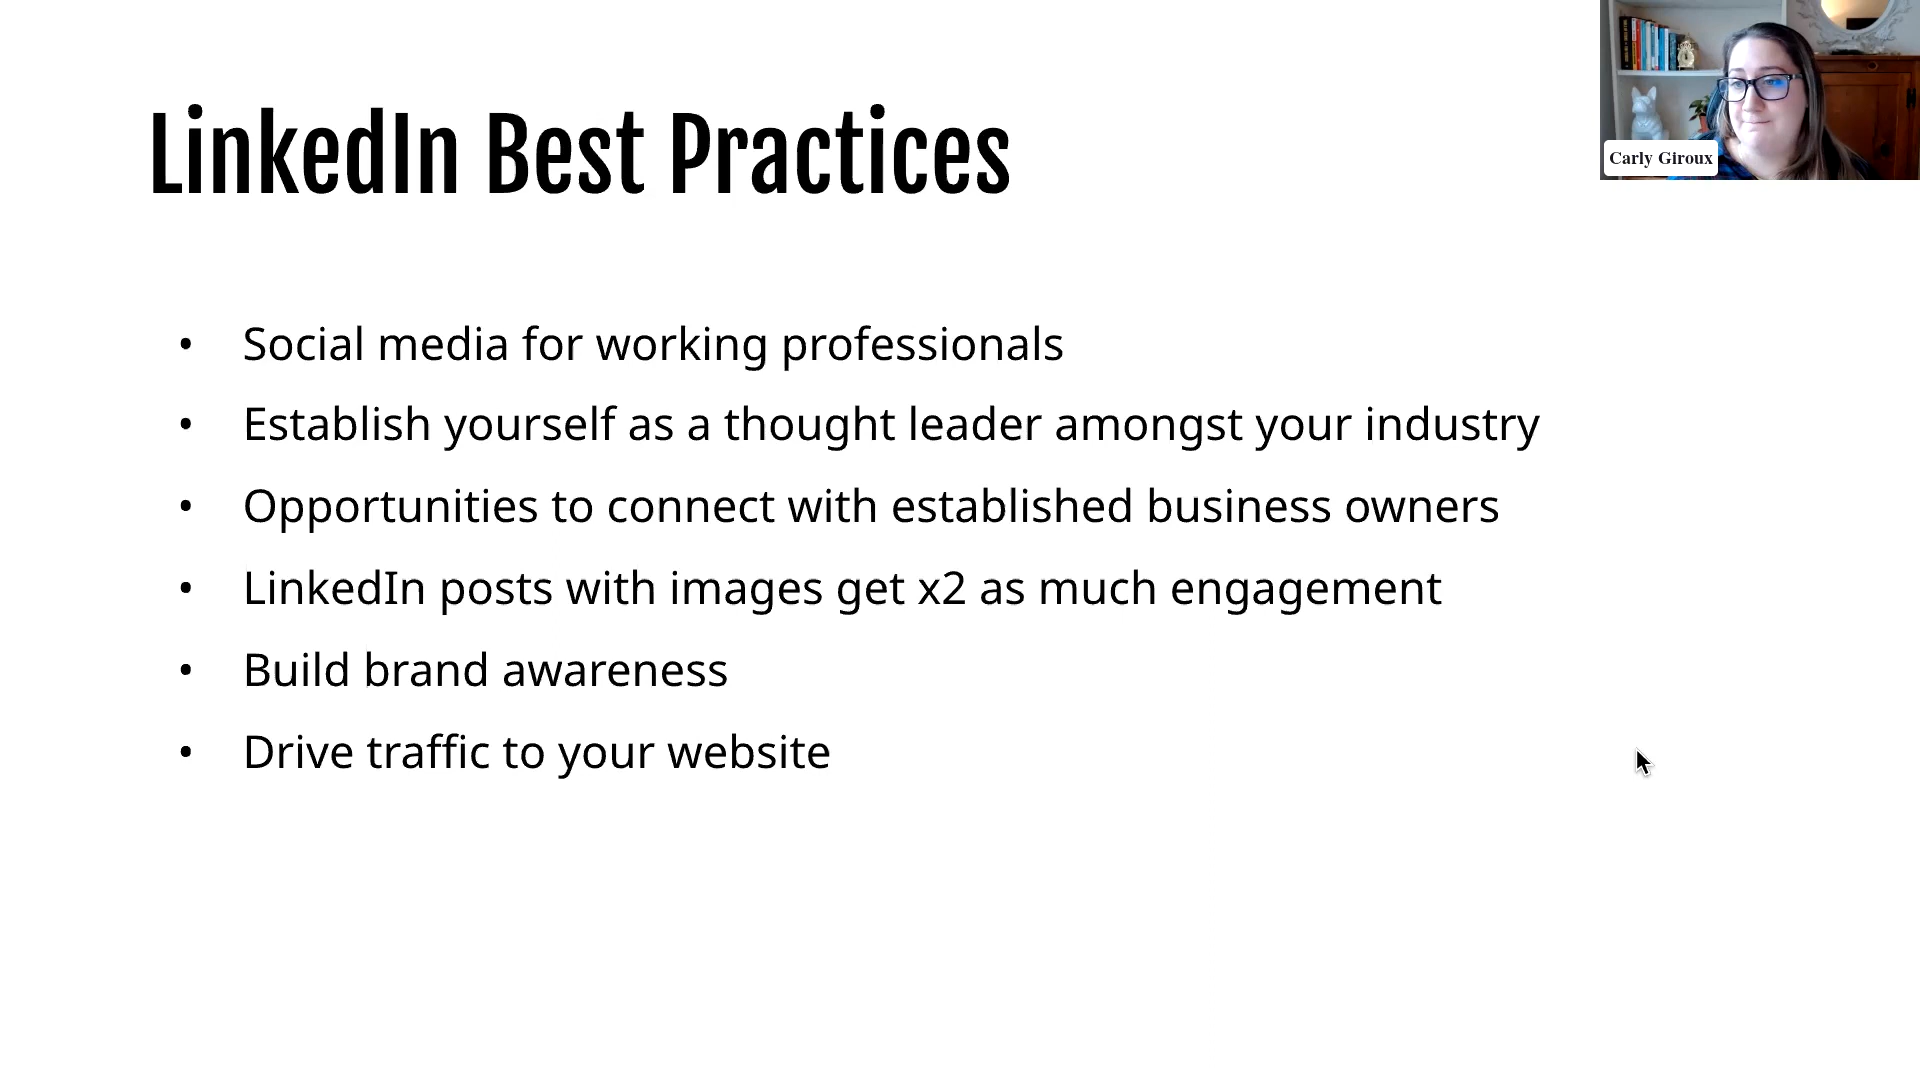 LinkedIn Best Practices
Carly Giroux
• Social media for working professionals
• Establish yourself as a thought leader amongst your industry
• Opportunities to connect with established business owners
• LinkedIn posts with images get x2 as much engagement
• Build brand awareness
• Drive traffic to your website